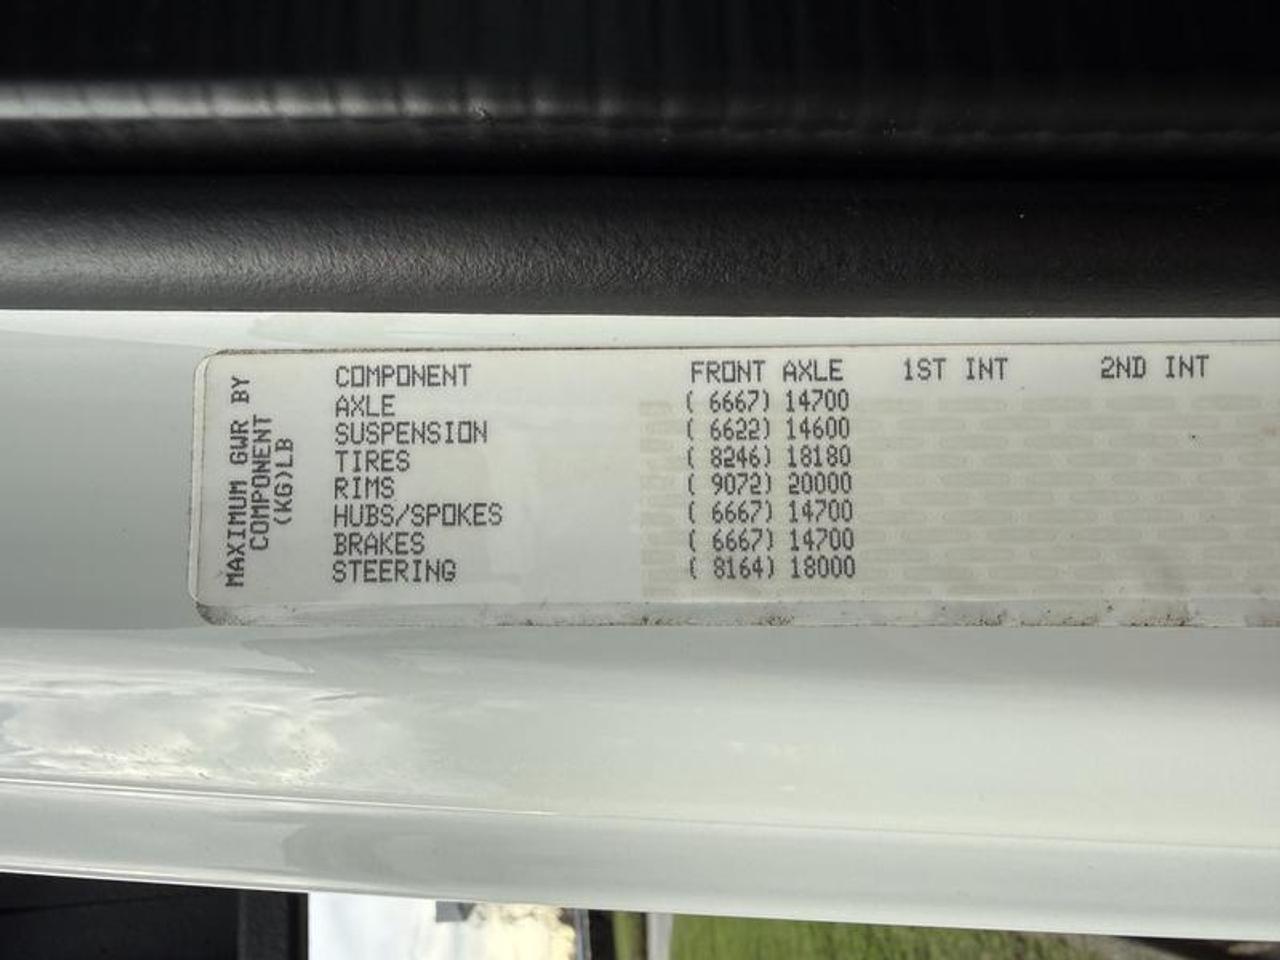 MAXIMUM GWR BY
COMPONENT
(KG)LB
COMPONENT FRONT AXLE 1ST INT 2ND INT
AXLE ( 6667) 14700
SUSPENSION ( 6622) 14600
TIRES ( 8246) 18180
RIMS ( 9072) 20000
HUBS/SPOKES ( 6667) 14700
BRAKES ( 6667) 14700
STEERING ( 8164) 18000